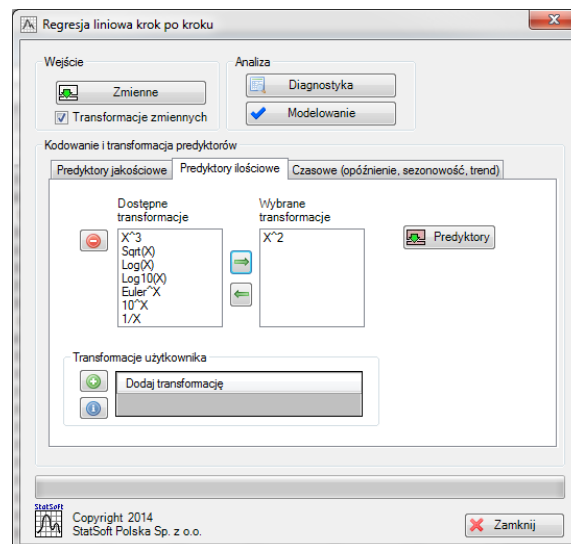 Regresja liniowa krok po kroku
Wejście
Zmienne
Transformacje zmiennych
Analiza
Diagnostyka
Modelowanie
Kodowanie i transformacja predyktorów
Predyktory jakościowe
Predyktory ilościowe
Czasowe (opóźnienie, sezonowość, trend)
Dostępne
transformacje
X^3
Sqrt(X)
Log(X)
Log10(X)
Euler^X
10^X
1/X
Wybrane
transformacje
X^2
Predyktory
Transformacje użytkownika
Dodaj transformację
StatSoft
Copyright 2014
StatSoft Polska Sp. z o.o.
Zamknij